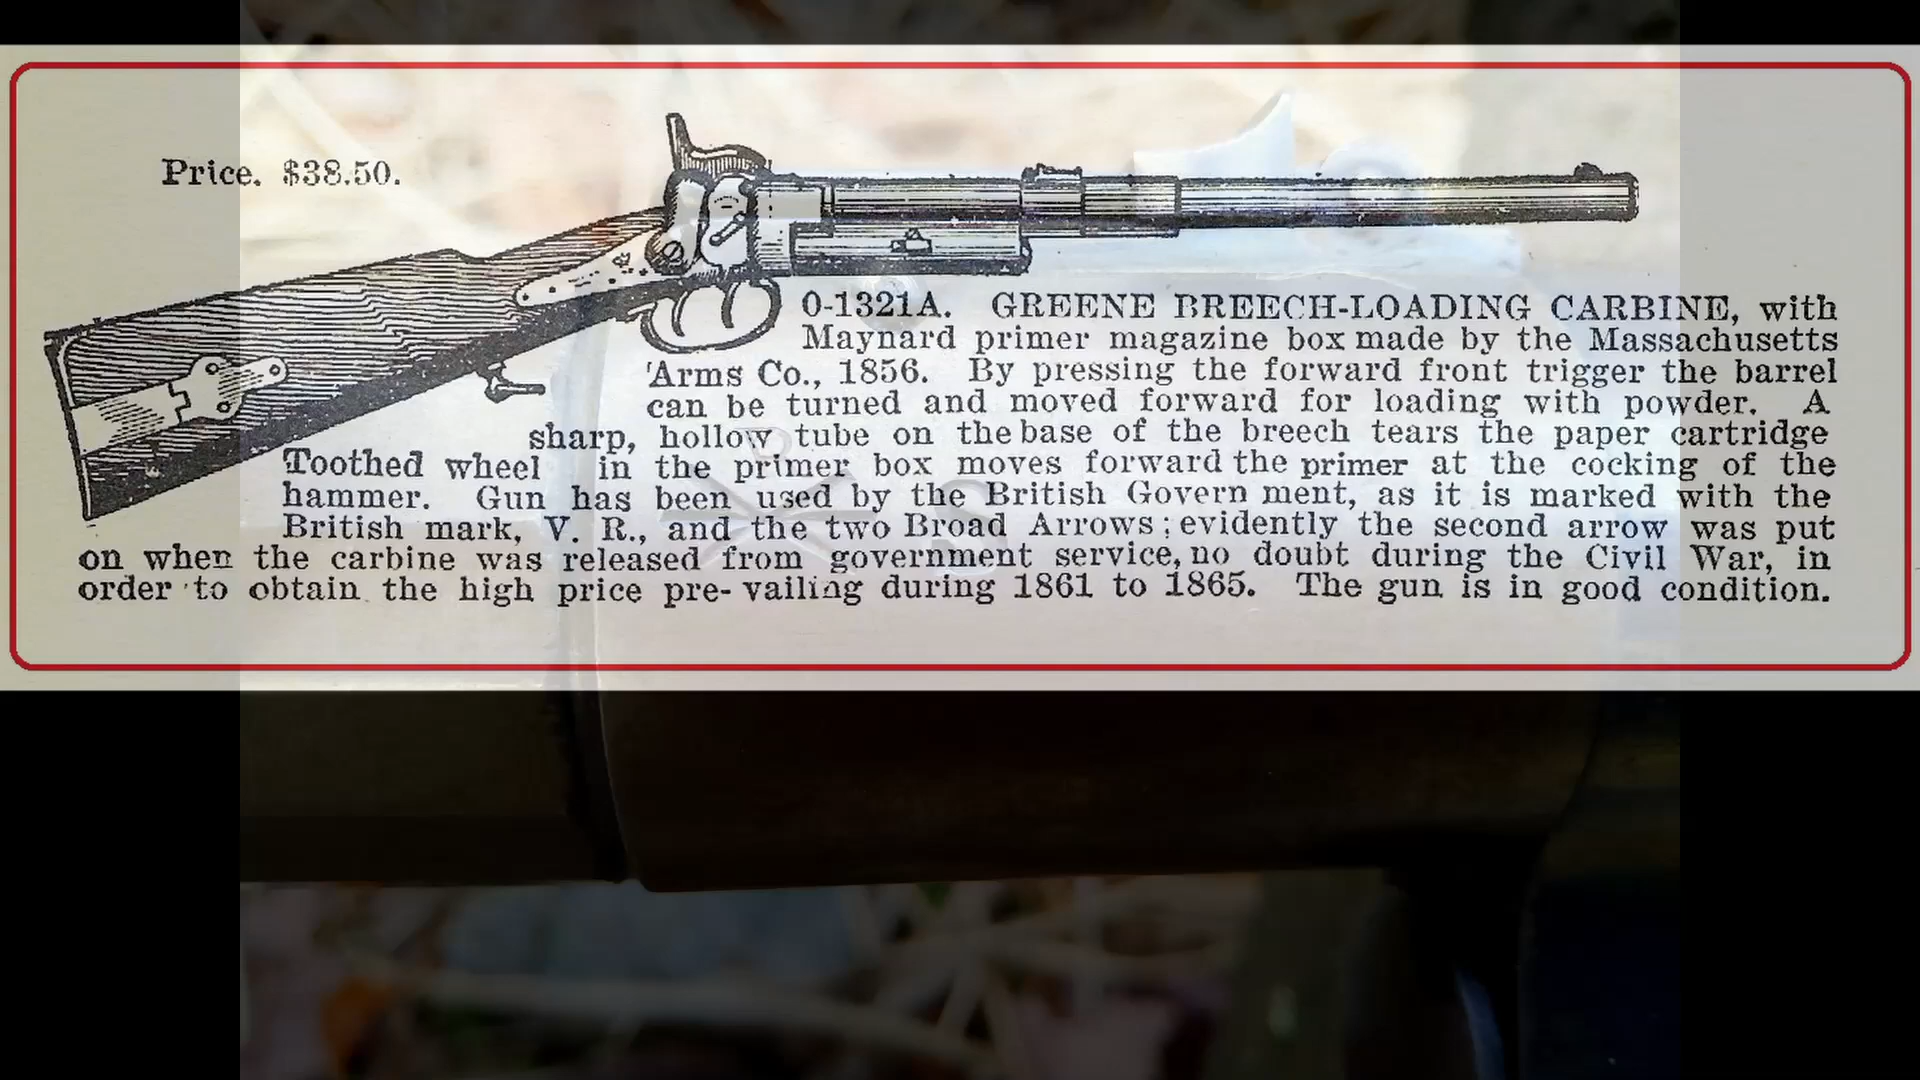 Price. $38.50.
0-1321A. GREENE BREECH-LOADING CARBINE, with
Maynard primer magazine box made by the Massachusetts
Arms Co., 1856. By pressing the forward front trigger the barrel
can be turned and moved forward for loading with powder. A
sharp, hollow tube on the base of the breech tears the paper cartridge
Toothed wheel in the primer box moves forward the primer at the cocking of the
hammer. Gun has been used by the British Govern ment, as it is marked with the
British mark, V. R., and the two Broad Arrows; evidently the second arrow was put
on when the carbine was released from government service, no doubt during the Civil War, in
order to obtain the high price pre- vailing during 1861 to 1865. The gun is in good condition.